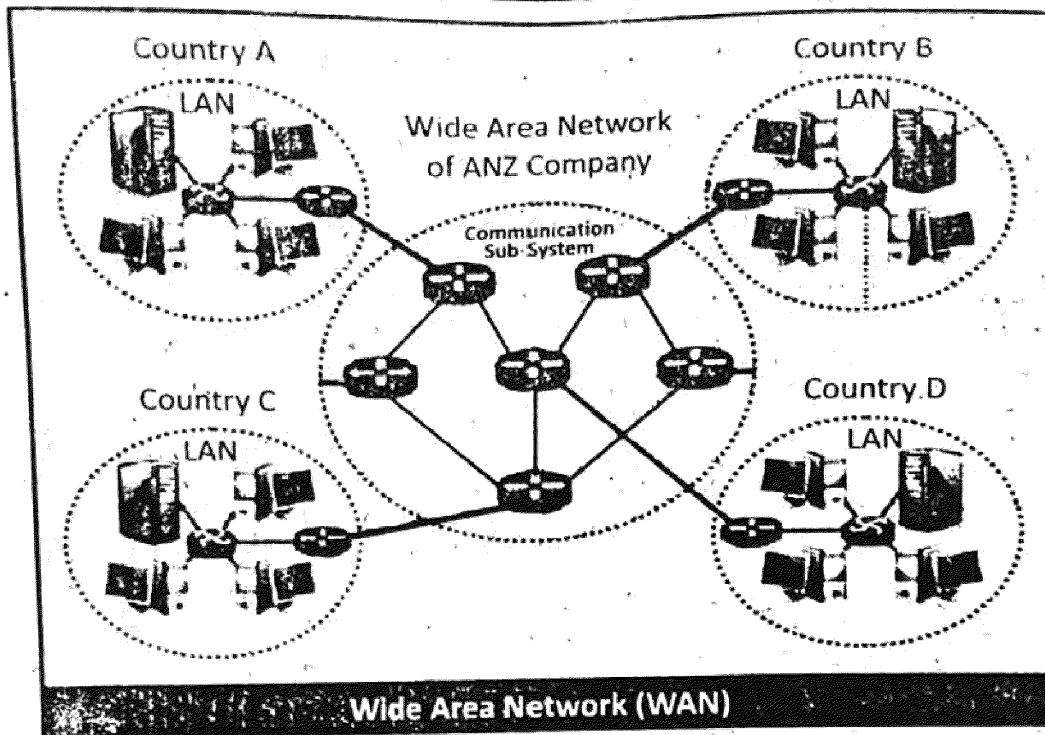 Country A
LAN
Wide Area Network
of ANZ Company
Country B
LAN
Communication
Sub-System
Country C
LAN
Country D
LAN
Wide Area Network (WAN)